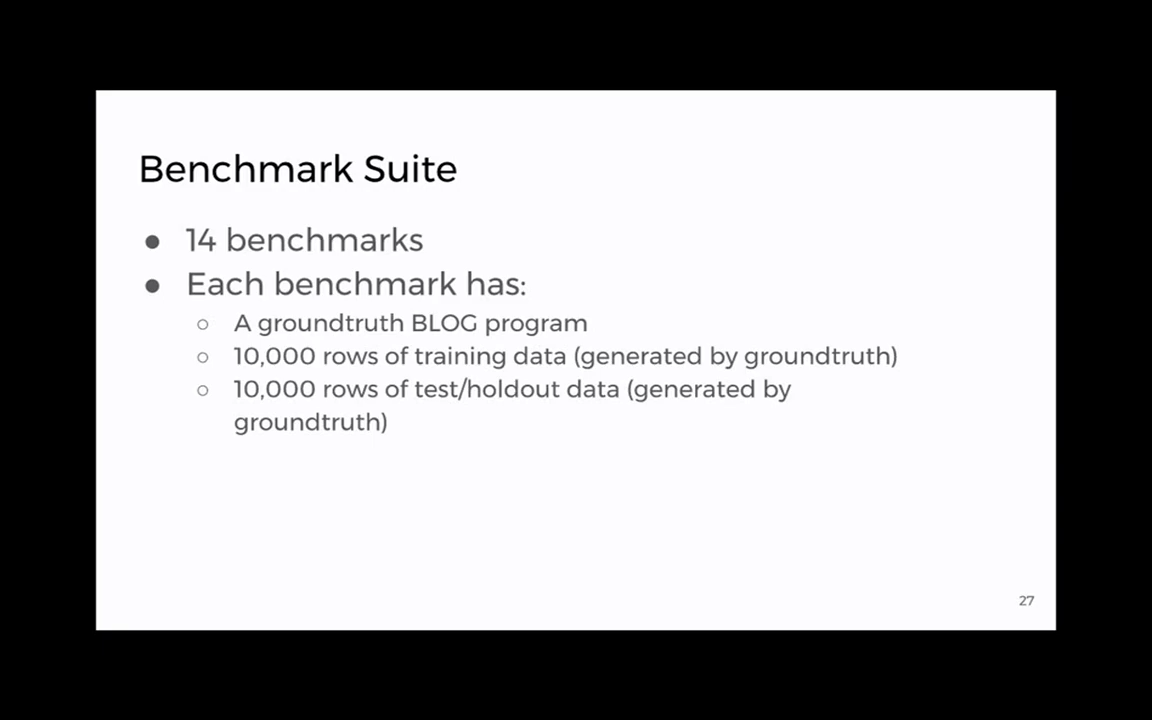 Benchmark Suite
● 14 benchmarks
● Each benchmark has:
○ A groundtruth BLOG program
○ 10,000 rows of training data (generated by groundtruth)
○ 10,000 rows of test/holdout data (generated by
groundtruth)
27